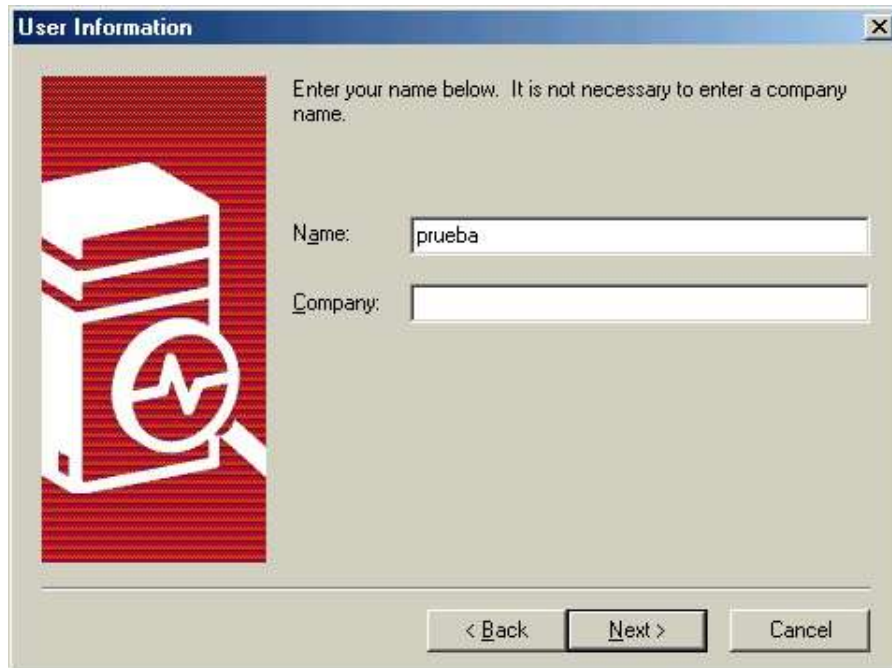 User Information
Enter your name below. It is not necessary to enter a company
name.
Name: prueba
Company:
< Back Next > Cancel